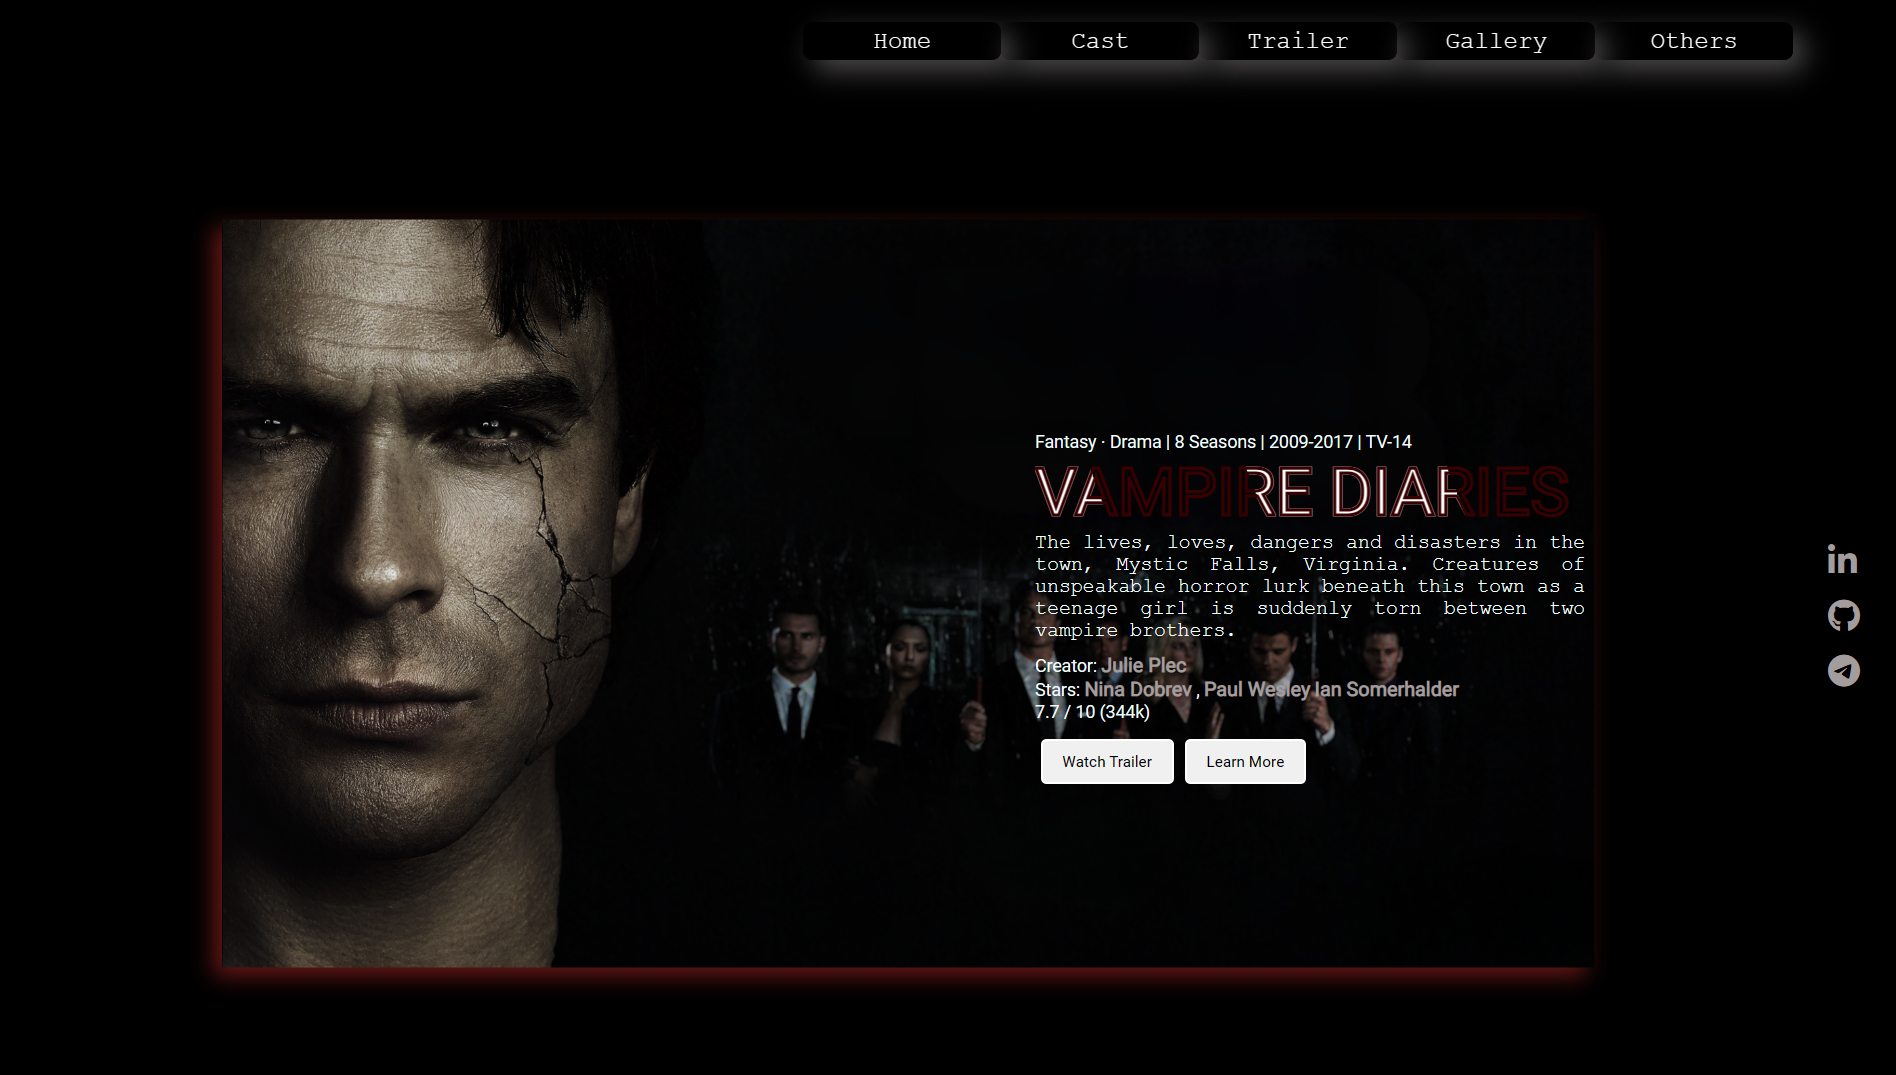 Home Cast Trailer Gallery Others
Fantasy · Drama | 8 Seasons | 2009-2017 | TV-14
VAMPIRE DIARIES
The lives, loves, dangers and disasters in the
town, Mystic Falls, Virginia. Creatures of
unspeakable horror lurk beneath this town as a
teenage girl is suddenly torn between two
vampire brothers.
Creator: Julie Plec
Stars: Nina Dobrev , Paul Wesley Ian Somerhalder
7.7 / 10 (344k)
Watch Trailer Learn More
in